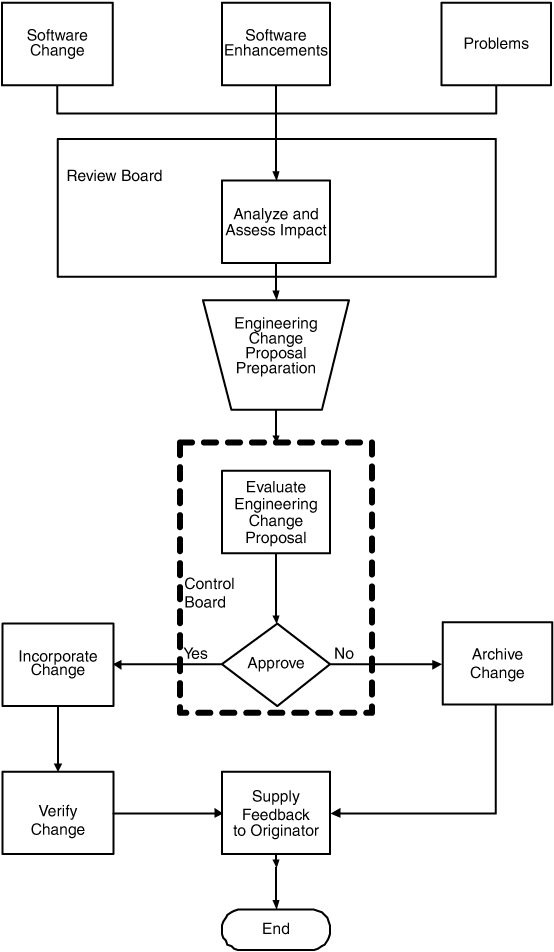 Software
Change
Software
Enhancements
Problems
Review Board
Analyze and
Assess Impact
Engineering
Change
Proposal
Preparation
Evaluate
Engineering
Change
Proposal
Control
Board
Yes
Approve
No
Incorporate
Change
Archive
Change
Verify
Change
Supply
Feedback
to Originator
End